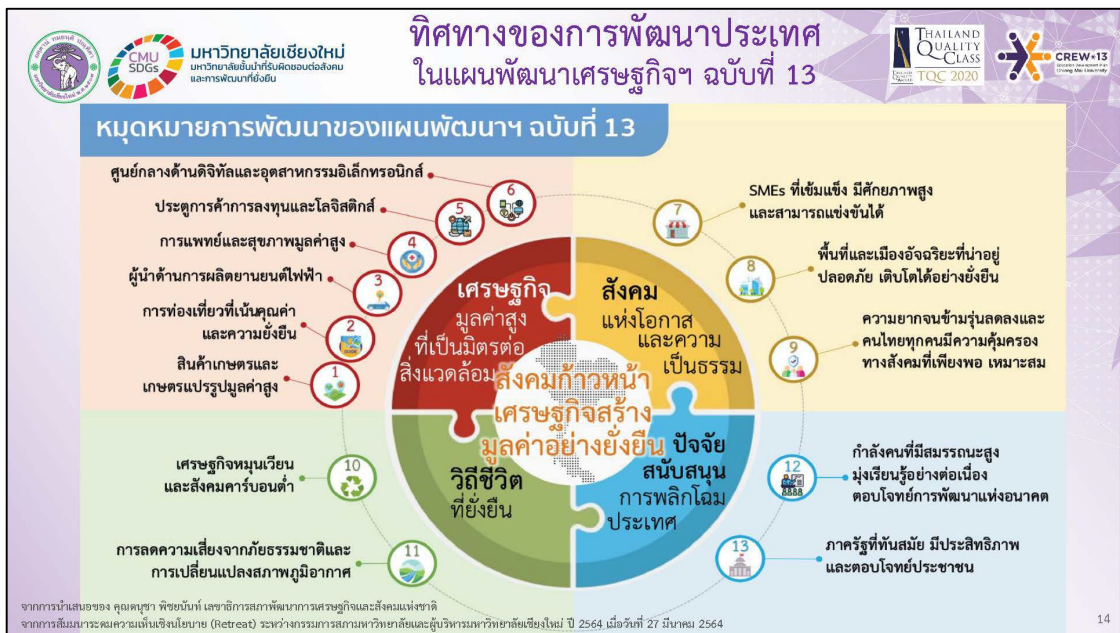 มหาวิทยาลัยเชียงใหม่
มหาวิทยาลัยชั้นนำที่รับผิดชอบต่อสังคม
และการพัฒนาที่ยั่งยืน
CMU
SDGs
ทิศทางของการพัฒนาประเทศ
ในแผนพัฒนาเศรษฐกิจฯ ฉบับที่ 13
THAILAND
QUALITY
CLASS
TQC 2020
CREW×13
หมุดหมายการพัฒนาของแผนพัฒนาฯ ฉบับที่ 13
ศูนย์กลางด้านดิจิทัลและอุตสาหกรรมอิเล็กทรอนิกส์
6
ประตูการค้าการลงทุนและโลจิสติกส์
5
การแพทย์และสุขภาพมูลค่าสูง
4
ผู้นำด้านการผลิตยานยนต์ไฟฟ้า
3
การท่องเที่ยวที่เน้นคุณค่า
และความยั่งยืน
2
สินค้าเกษตรและ
เกษตรแปรรูปมูลค่าสูง
1
เศรษฐกิจ
มูลค่าสูง
ที่เป็นมิตรต่อ
สิ่งแวดล้อม
สังคม
แห่งโอกาส
และความ
เป็นธรรม
7
SMEs ที่เข้มแข็ง มีศักยภาพสูง
และสามารถแข่งขันได้
8
พื้นที่และเมืองอัจฉริยะที่น่าอยู่
ปลอดภัย เติบโตได้อย่างยั่งยืน
9
ความยากจนข้ามรุ่นลดลงและ
คนไทยทุกคนมีความคุ้มครอง
ทางสังคมที่เพียงพอ เหมาะสม
สังคมก้าวหน้า
เศรษฐกิจสร้าง
มูลค่าอย่างยั่งยืน
วิถีชีวิต
ที่ยั่งยืน
ปัจจัย
สนับสนุน
การพลิกโฉม
ประเทศ
เศรษฐกิจหมุนเวียน
และสังคมคาร์บอนต่ำ
10
การลดความเสี่ยงจากภัยธรรมชาติและ
การเปลี่ยนแปลงสภาพภูมิอากาศ
11
12
กำลังคนที่มีสมรรถนะสูง
มุ่งเรียนรู้อย่างต่อเนื่อง
ตอบโจทย์การพัฒนาแห่งอนาคต
13
ภาครัฐที่ทันสมัย มีประสิทธิภาพ
และตอบโจทย์ประชาชน
จากการนำเสนอของ คุณดนุชา พิชยนันท์ เลขาธิการสภาพัฒนาการเศรษฐกิจและสังคมแห่งชาติ
จากการสัมมนาระดมความเห็นเชิงนโยบาย (Retreat) ระหว่างกรรมการสภามหาวิทยาลัยและผู้บริหารมหาวิทยาลัยเชียงใหม่ ปี 2564 เมื่อวันที่ 27 มีนาคม 2564
14